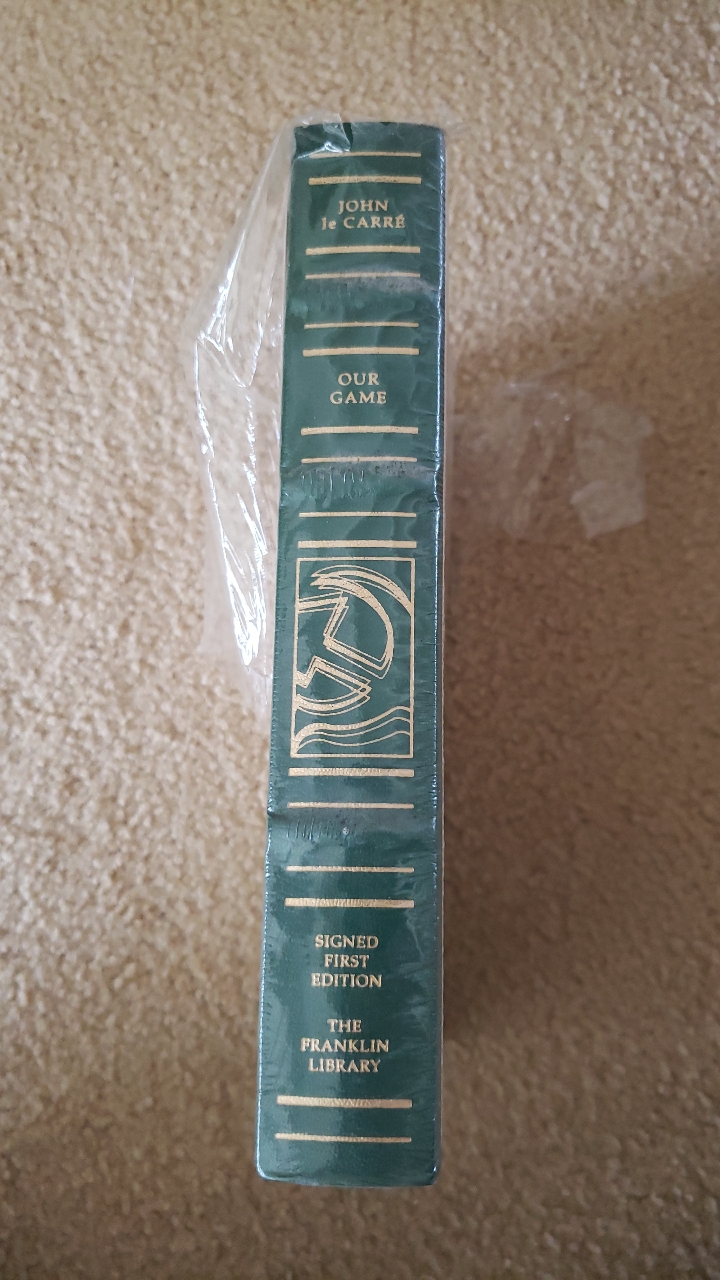 JOHN
le CARRÉ
OUR
GAME
SIGNED
FIRST
EDITION
THE
FRANKLIN
LIBRARY